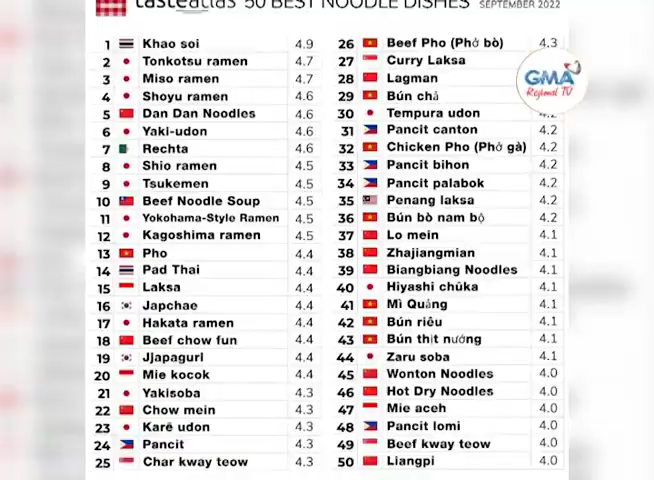 tasteatlas 50 BEST NOODLE DISHES SEPTEMBER 2022
1 Khao soi 4.9
2 Tonkotsu ramen 4.7
3 Miso ramen 4.7
4 Shoyu ramen 4.6
5 Dan Dan Noodles 4.6
6 Yaki-udon 4.6
7 Rechta 4.6
8 Shio ramen 4.5
9 Tsukemen 4.5
10 Beef Noodle Soup 4.5
11 Yokohama-Style Ramen 4.5
12 Kagoshima ramen 4.5
13 Pho 4.4
14 Pad Thai 4.4
15 Laksa 4.4
16 Japchae 4.4
17 Hakata ramen 4.4
18 Beef chow fun 4.4
19 Jjapaguri 4.4
20 Mie kocok 4.4
21 Yakisoba 4.3
22 Chow mein 4.3
23 Karē udon 4.3
24 Pancit 4.3
25 Char kway teow 4.3
26 Beef Pho (Phở bò) 4.3
27 Curry Laksa
28 Lagman
29 Bún chả
30 Tempura udon 4.2
31 Pancit canton 4.2
32 Chicken Pho (Phở gà) 4.2
33 Pancit bihon 4.2
34 Pancit palabok 4.2
35 Penang laksa 4.2
36 Bún bò nam bộ 4.2
37 Lo mein 4.1
38 Zhajiangmian 4.1
39 Biangbiang Noodles 4.1
40 Hiyashi chūka 4.1
41 Mì Quảng 4.1
42 Bún riêu 4.1
43 Bún thịt nướng 4.1
44 Zaru soba 4.1
45 Wonton Noodles 4.0
46 Hot Dry Noodles 4.0
47 Mie aceh 4.0
48 Pancit lomi 4.0
49 Beef kway teow 4.0
50 Liangpi 4.0
GMA
Regional TV